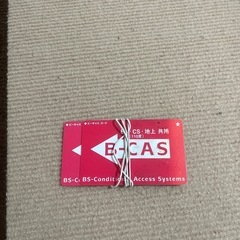 CS・地上 共用
B-CAS
BS-C
BS-Condit Access Systems